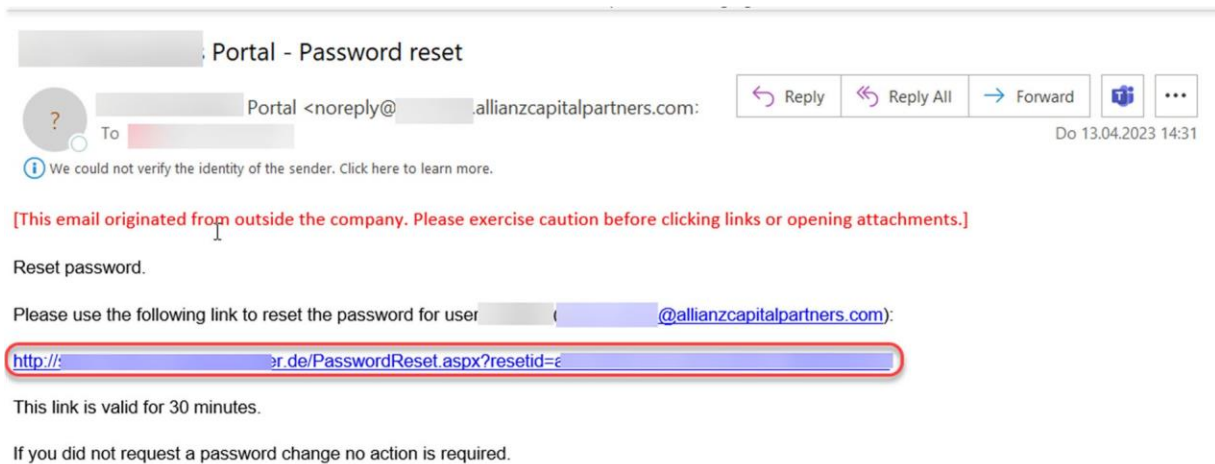 Portal - Password reset
?
Portal <noreply@ .allianzcapitalpartners.com:
To
Reply
Reply All
Forward
Do 13.04.2023 14:31
We could not verify the identity of the sender. Click here to learn more.
[This email originated from outside the company. Please exercise caution before clicking links or opening attachments.]
Reset password.
Please use the following link to reset the password for user ( @allianzcapitalpartners.com):
http:// er.de/PasswordReset.aspx?resetid=
This link is valid for 30 minutes.
If you did not request a password change no action is required.